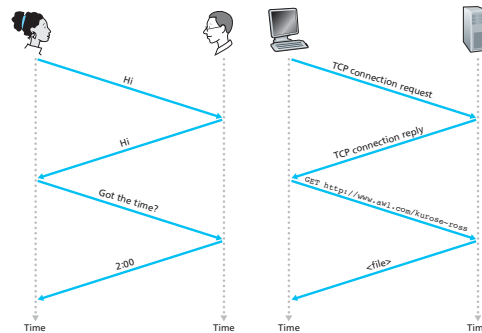 Hi
Hi
Got the time?
2:00
Time
Time
TCP connection request
TCP connection reply
GET http://www.awl.com/kurose-ross
<file>
Time
Time